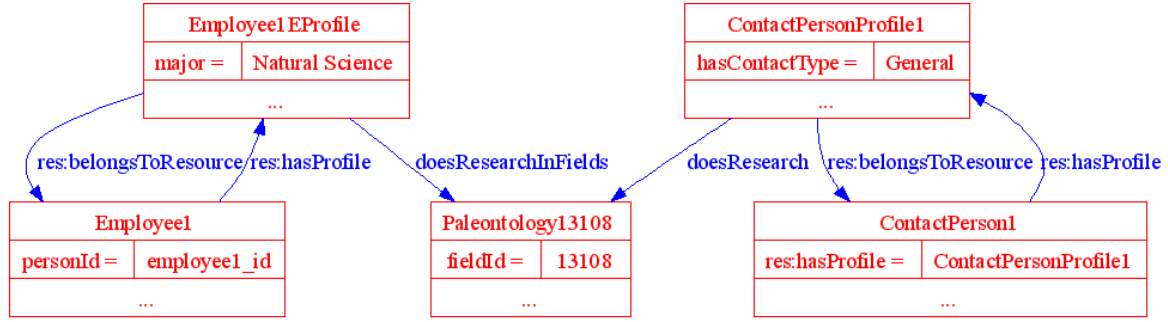 Employee1EProfile
major = Natural Science
...
ContactPersonProfile1
hasContactType = General
...
res:belongsToResource res:hasProfile doesResearchInFields doesResearch res:belongsToResource res:hasProfile
Employee1
personId = employee1_id
...
Paleontology13108
fieldId = 13108
...
ContactPerson1
res:hasProfile = ContactPersonProfile1
...